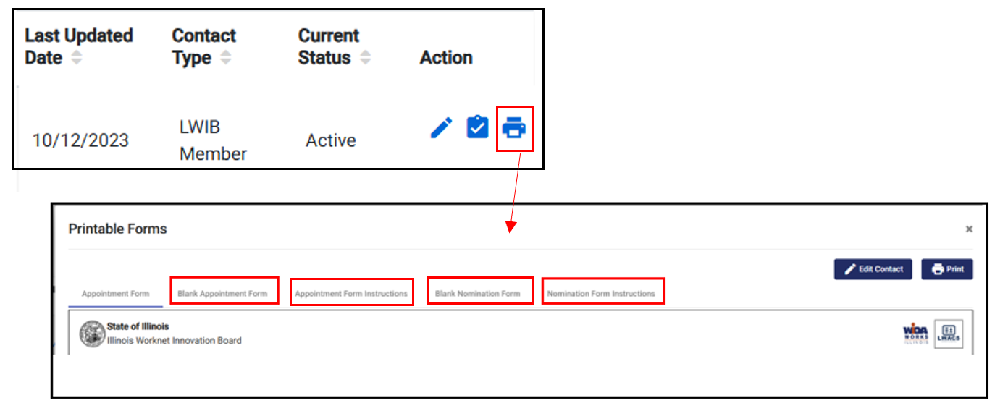 Last Updated Date
Contact Type
Current Status
Action
10/12/2023
LWIB Member
Active
Printable Forms
×
Edit Contact
Print
Appointment Form
Blank Appointment Form
Appointment Form Instructions
Blank Nomination Form
Nomination Form Instructions
State of Illinois
Illinois Worknet Innovation Board
WIOA
WORKS
ILLINOIS
LWACS